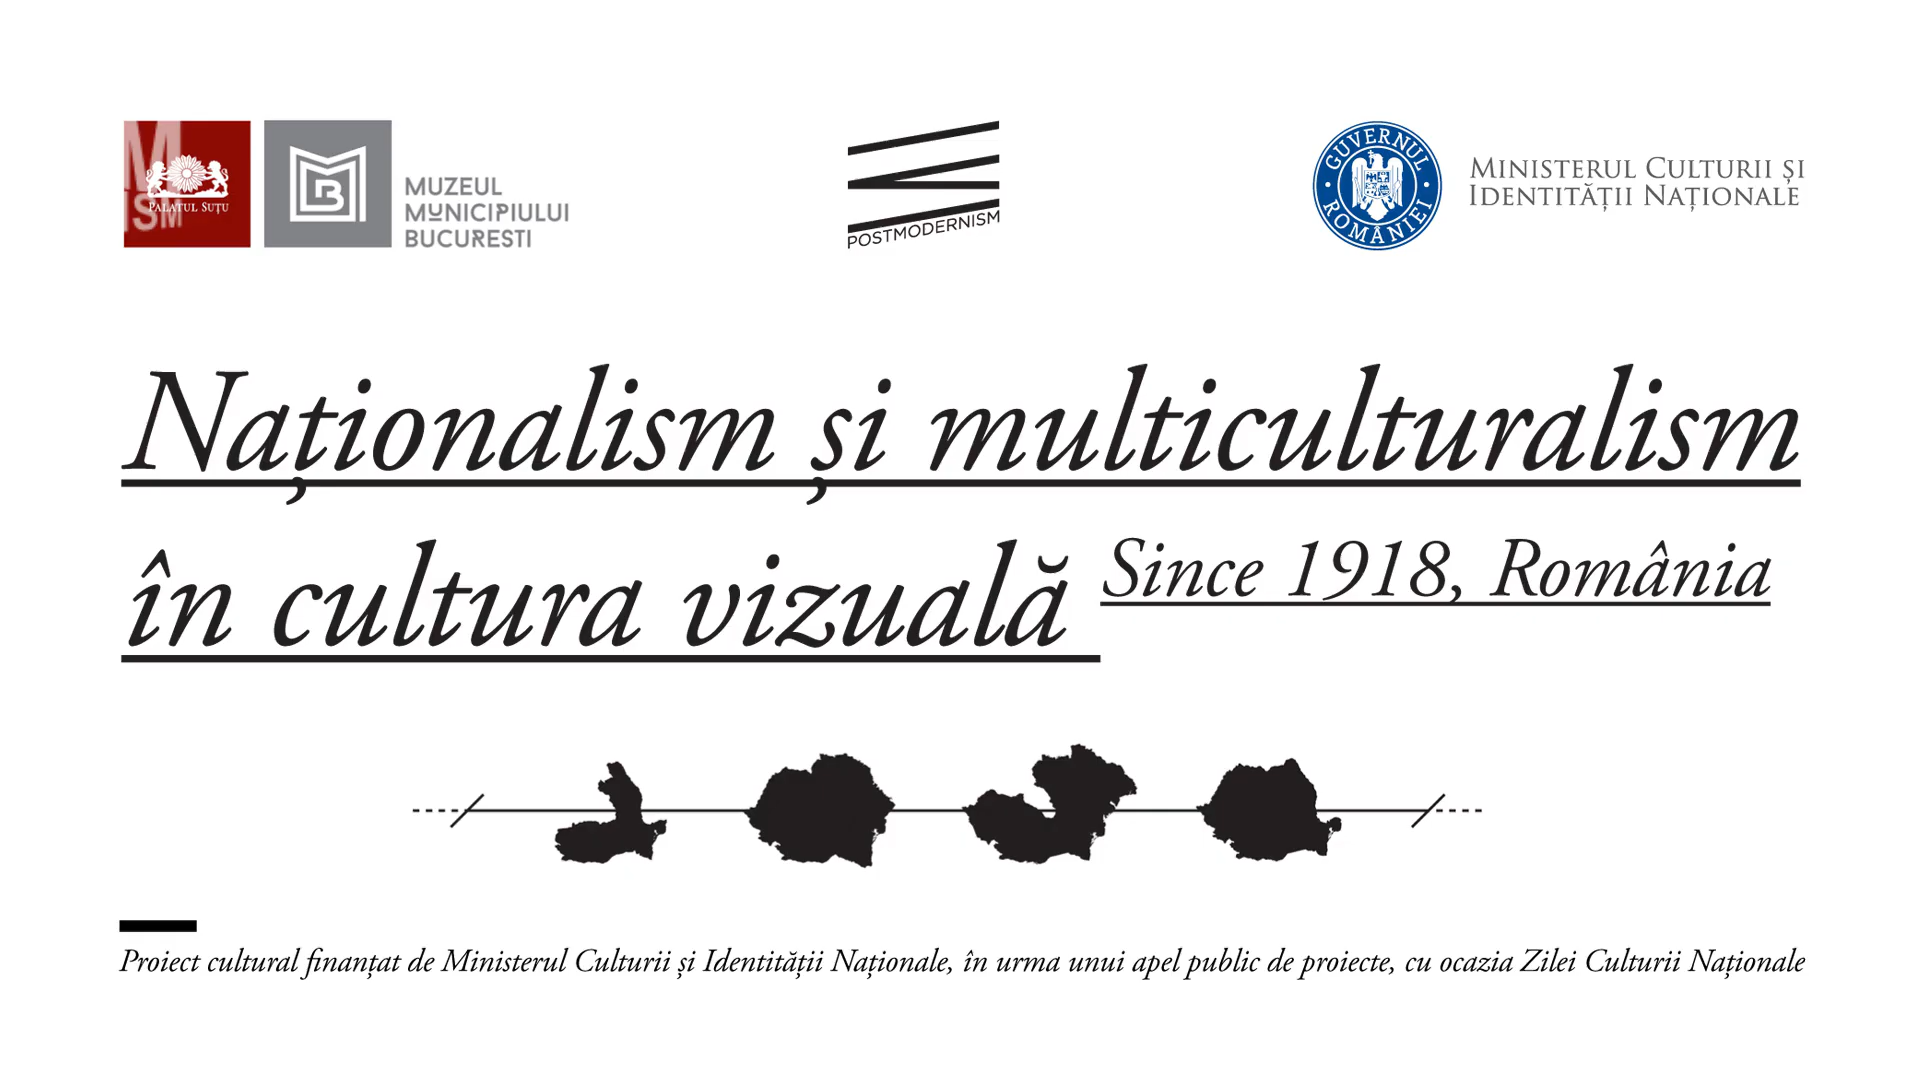 M
ISM
PALATUL SUȚU
MB
MUZEUL
MUNICIPIULUI
BUCURESTI
POSTMODERNISM
GUVERNUL
ROMÂNIEI
MINISTERUL CULTURII ȘI
IDENTITĂȚII NAȚIONALE
Naționalism și multiculturalism
în cultura vizuală Since 1918, România
Proiect cultural finanțat de Ministerul Culturii și Identității Naționale, în urma unui apel public de proiecte, cu ocazia Zilei Culturii Naționale